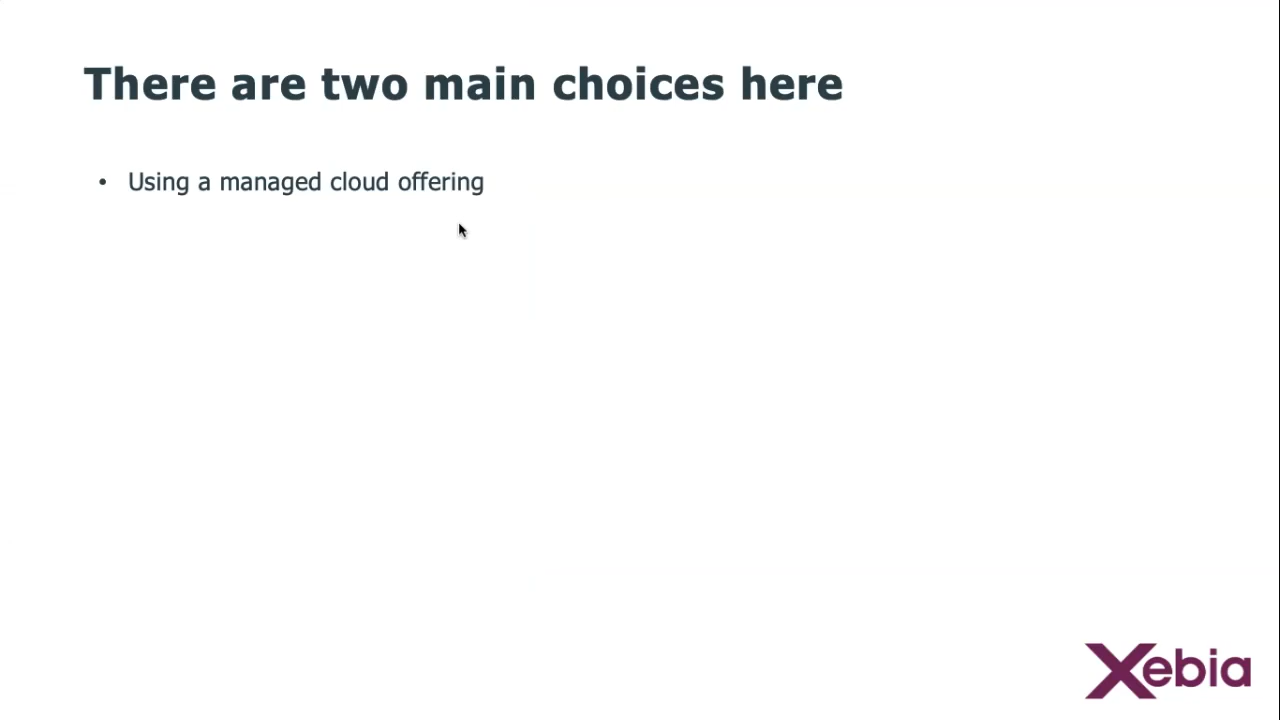 There are two main choices here
• Using a managed cloud offering
Xebia